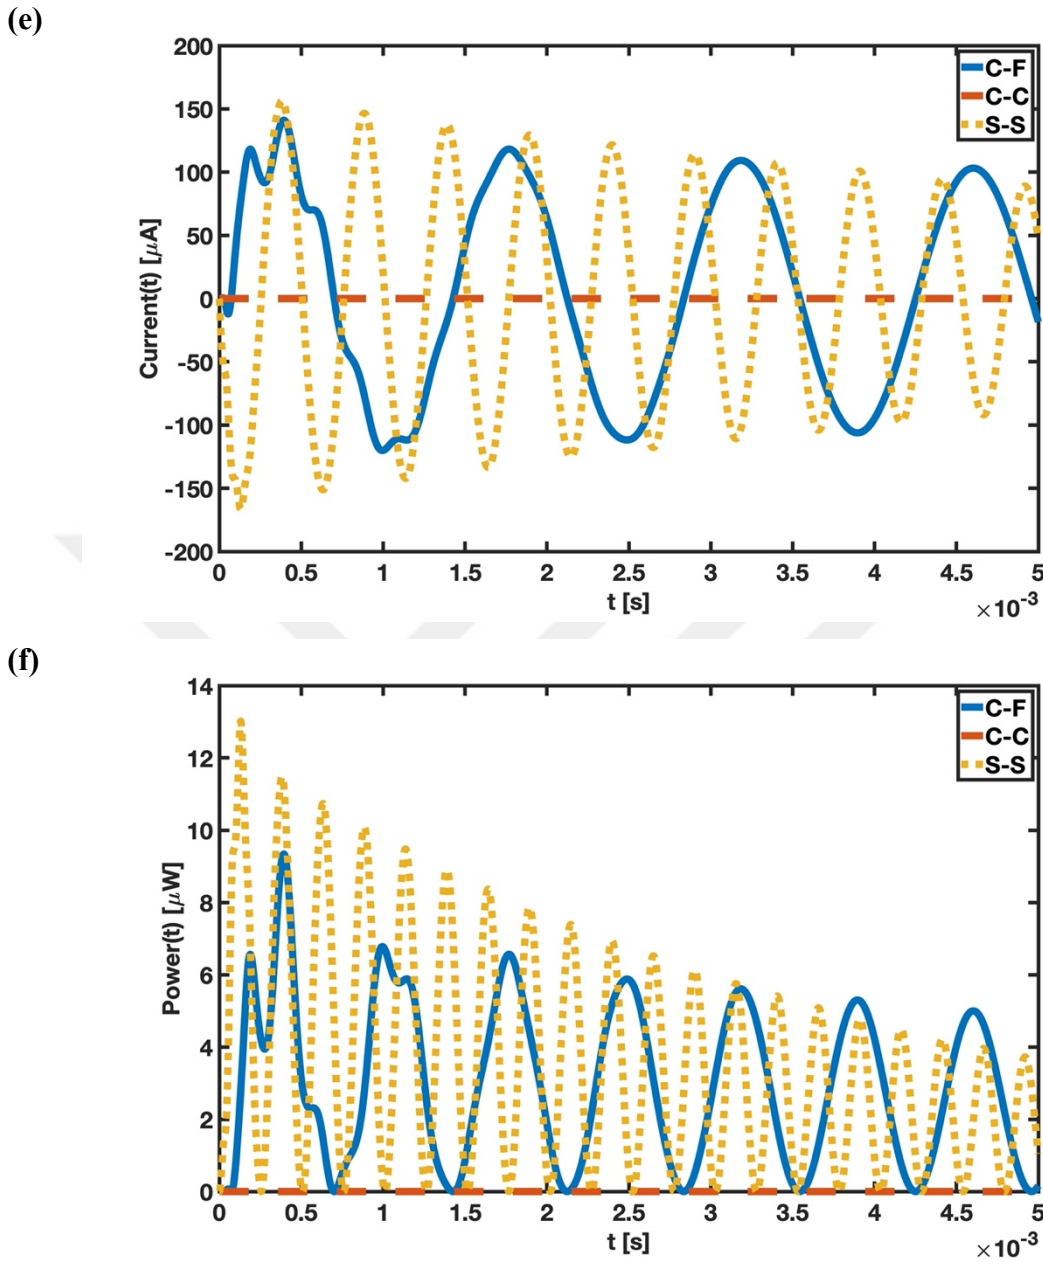 (e)
200
150
100
50
0
-50
-100
-150
-200
Current(t) [μA]
C-F
C-C
S-S
0 0.5 1 1.5 2 2.5 3 3.5 4 4.5 5
t [s]
×10-3
(f)
14
12
10
8
6
4
2
0
Power(t) [μW]
C-F
C-C
S-S
0 0.5 1 1.5 2 2.5 3 3.5 4 4.5 5
t [s]
×10-3